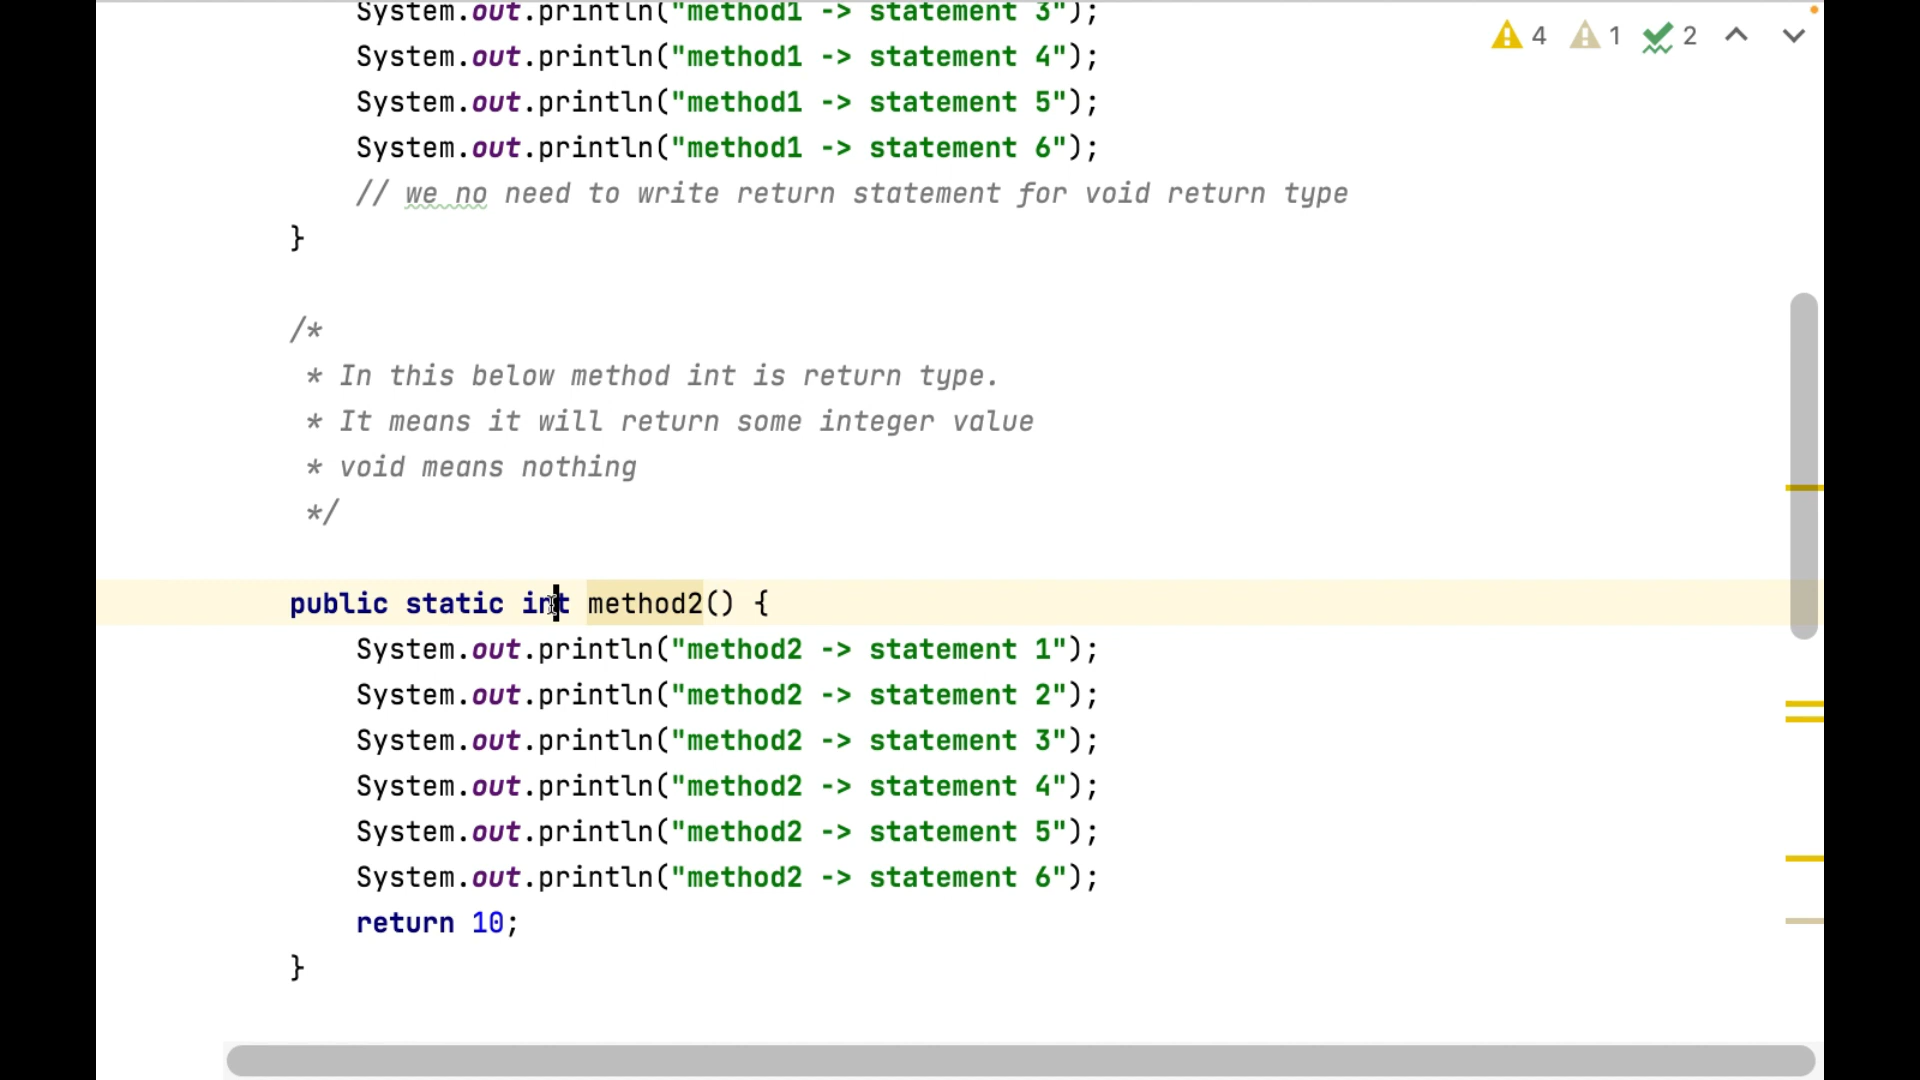 System.out.println("method1 -> statement 3");
4 1 2
System.out.println("method1 -> statement 4");
System.out.println("method1 -> statement 5");
System.out.println("method1 -> statement 6");
// we no need to write return statement for void return type
}
/*
* In this below method int is return type.
* It means it will return some integer value
* void means nothing
*/
public static int method2() {
System.out.println("method2 -> statement 1");
System.out.println("method2 -> statement 2");
System.out.println("method2 -> statement 3");
System.out.println("method2 -> statement 4");
System.out.println("method2 -> statement 5");
System.out.println("method2 -> statement 6");
return 10;
}